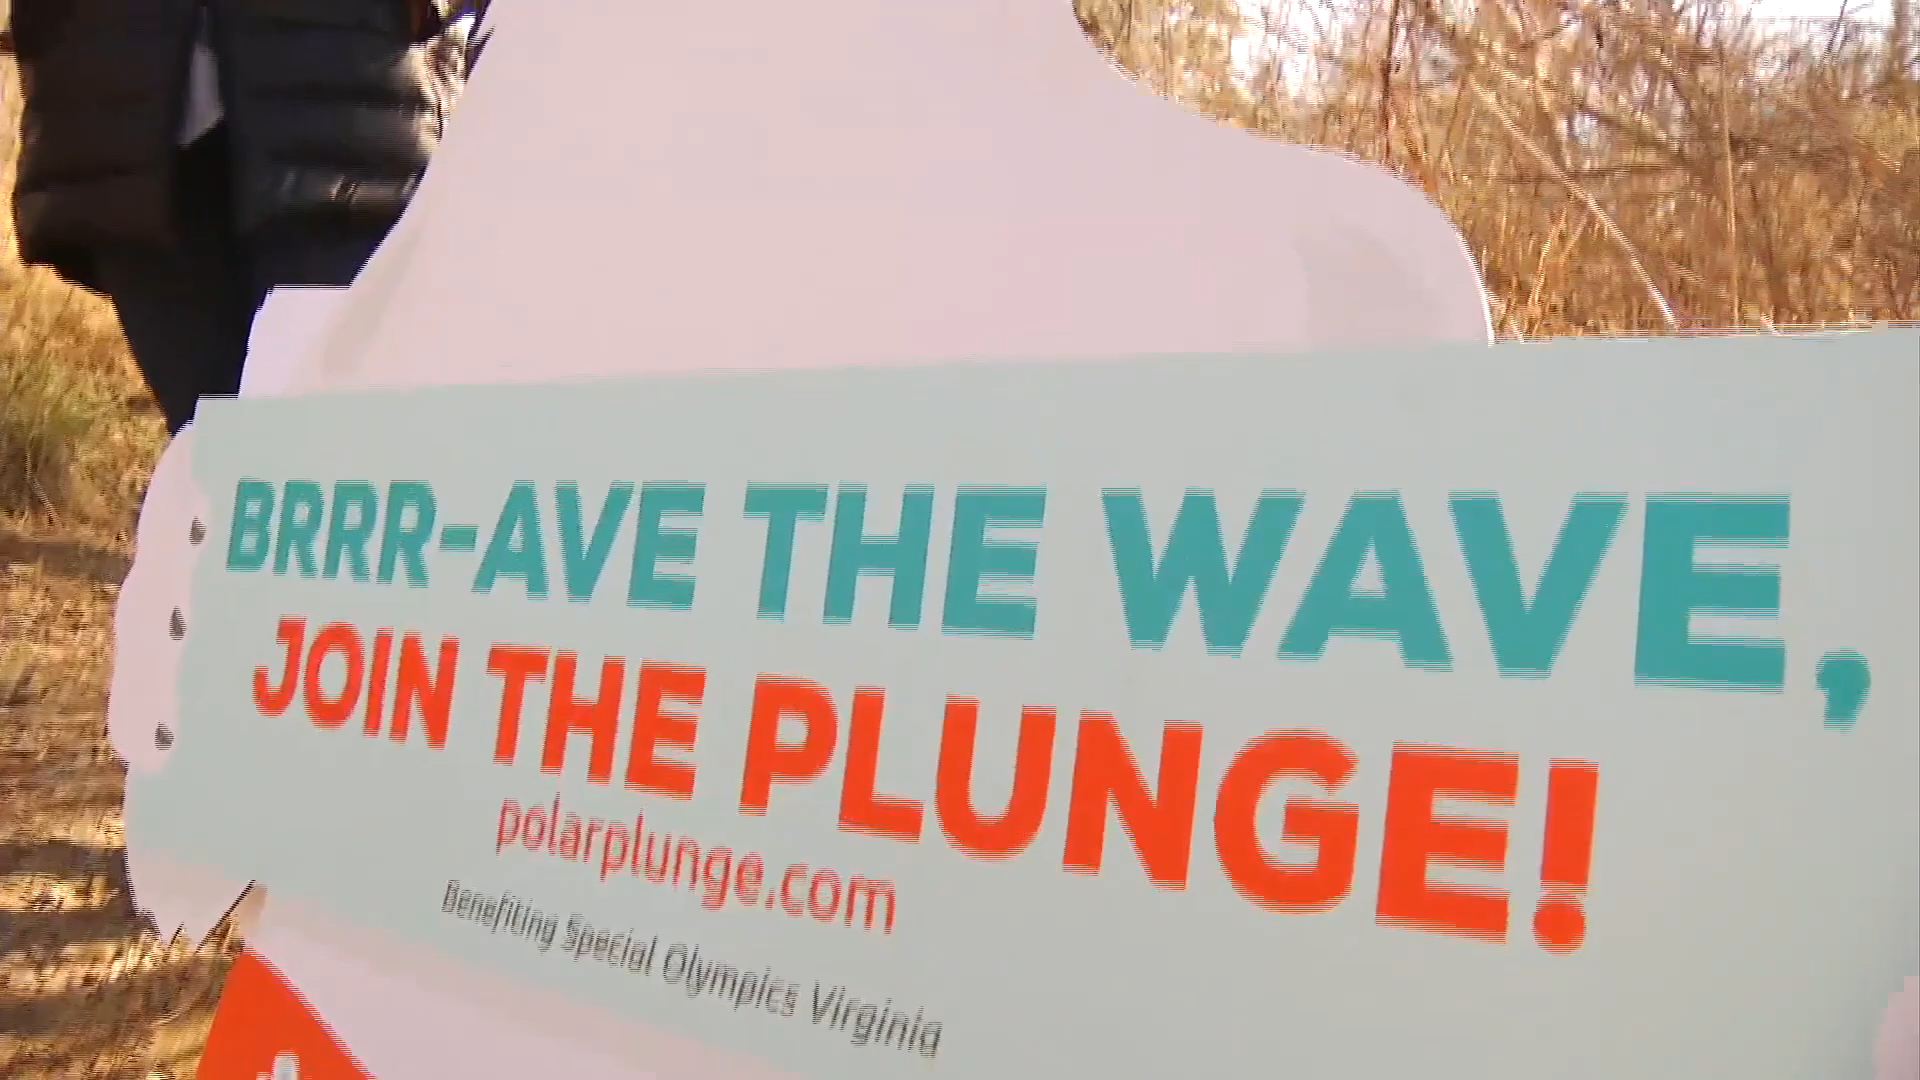 BRRR-AVE THE WAVE,
JOIN THE PLUNGE!
polarplunge.com
Benefiting Special Olympics Virginia